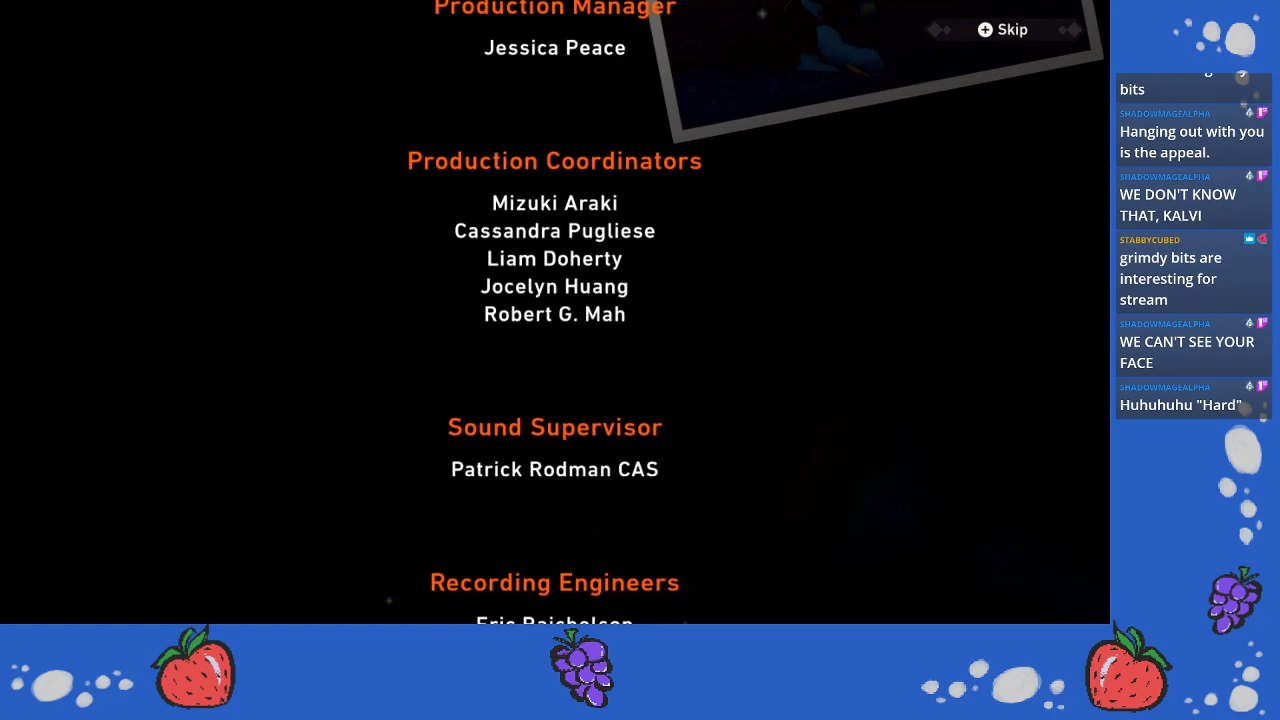 Production Manager
Jessica Peace
Skip
Production Coordinators
Mizuki Araki
Cassandra Pugliese
Liam Doherty
Jocelyn Huang
Robert G. Mah
Sound Supervisor
Patrick Rodman CAS
Recording Engineers
bits
SHADOWMAGEALPHA
Hanging out with you
is the appeal.
SHADOWMAGEALPHA
WE DON'T KNOW
THAT, KALVI
STABBYCUBED
grimdy bits are
interesting for
stream
SHADOWMAGEALPHA
WE CAN'T SEE YOUR
FACE
SHADOWMAGEALPHA
Huhuhuhu "Hard"